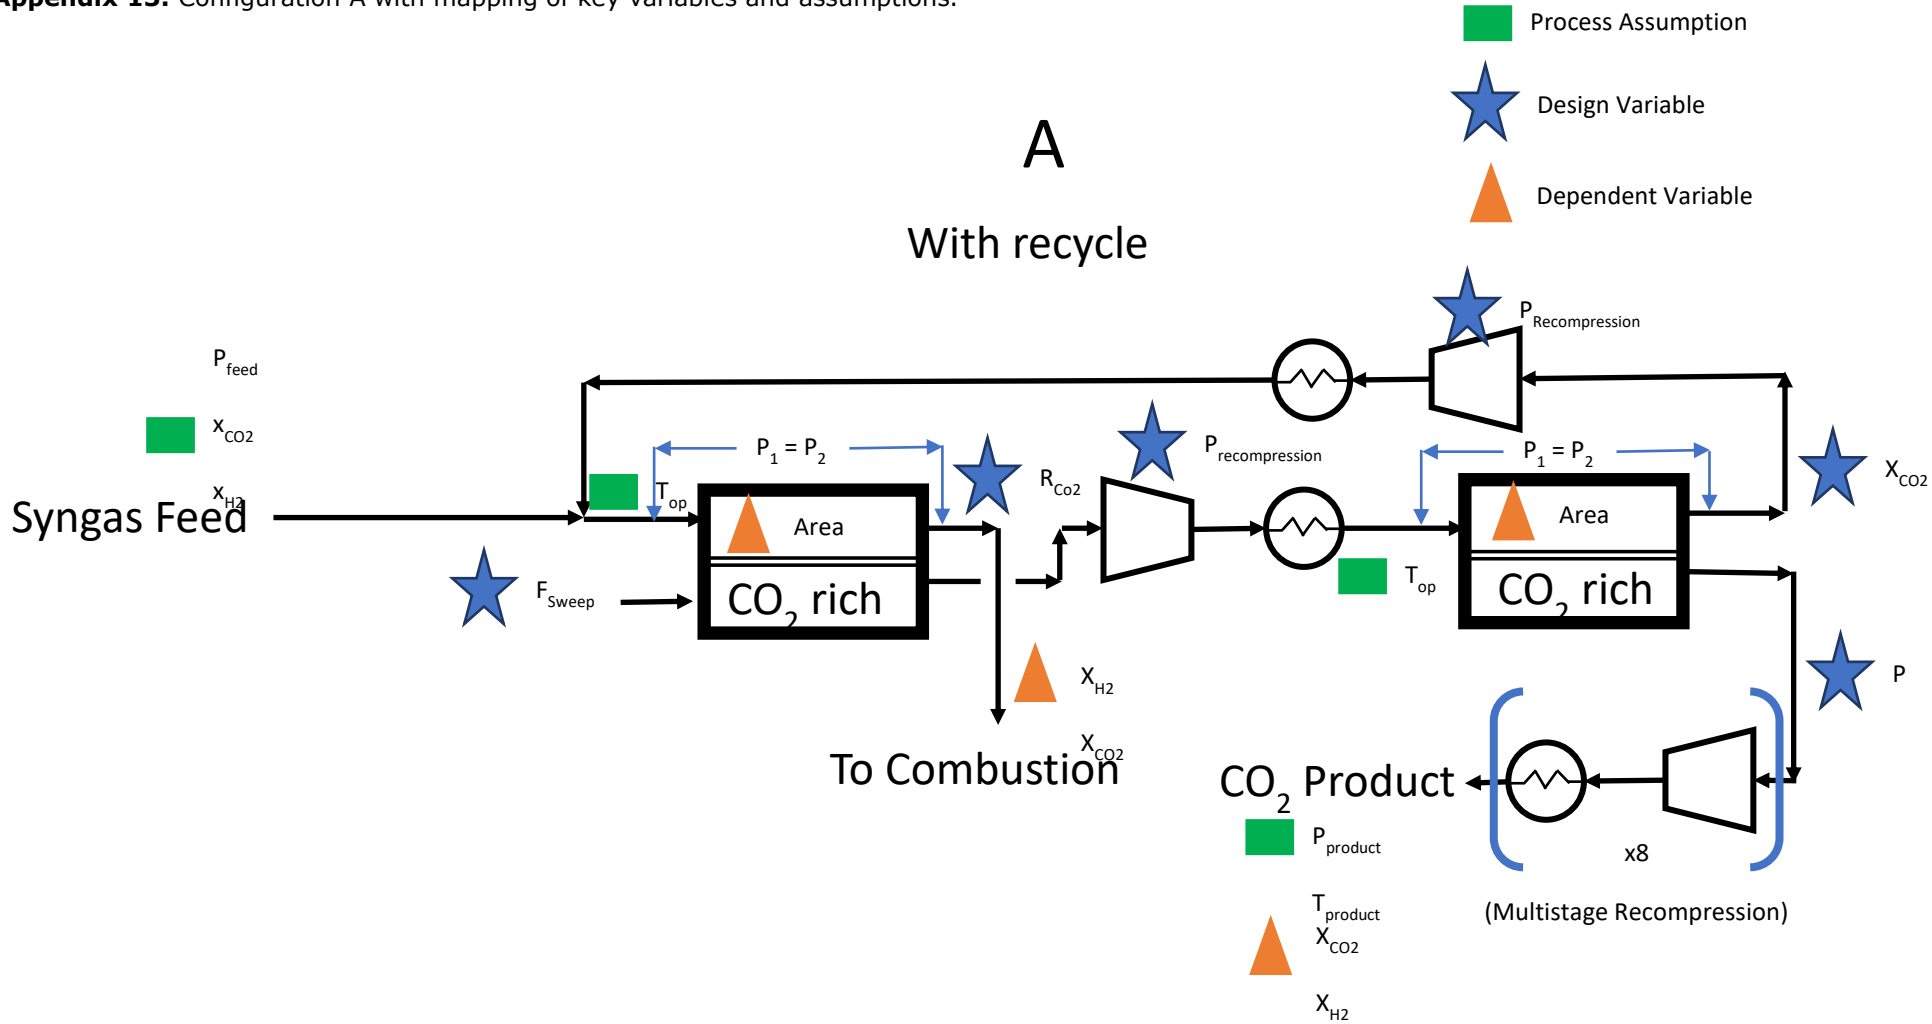 Appendix 13. Configuration A with mapping of key variables and assumptions.
Process Assumption
Design Variable
Dependent Variable
A
With recycle
P Recompression
P feed
x CO2
x H2
Syngas Feed
T op
P1 = P2
Area
CO2 rich
F Sweep
R Co2
P recompression
T op
P1 = P2
Area
CO2 rich
X CO2
P
X H2
X CO2
To Combustion
CO2 Product
P product
T product
X CO2
X H2
x8
(Multistage Recompression)